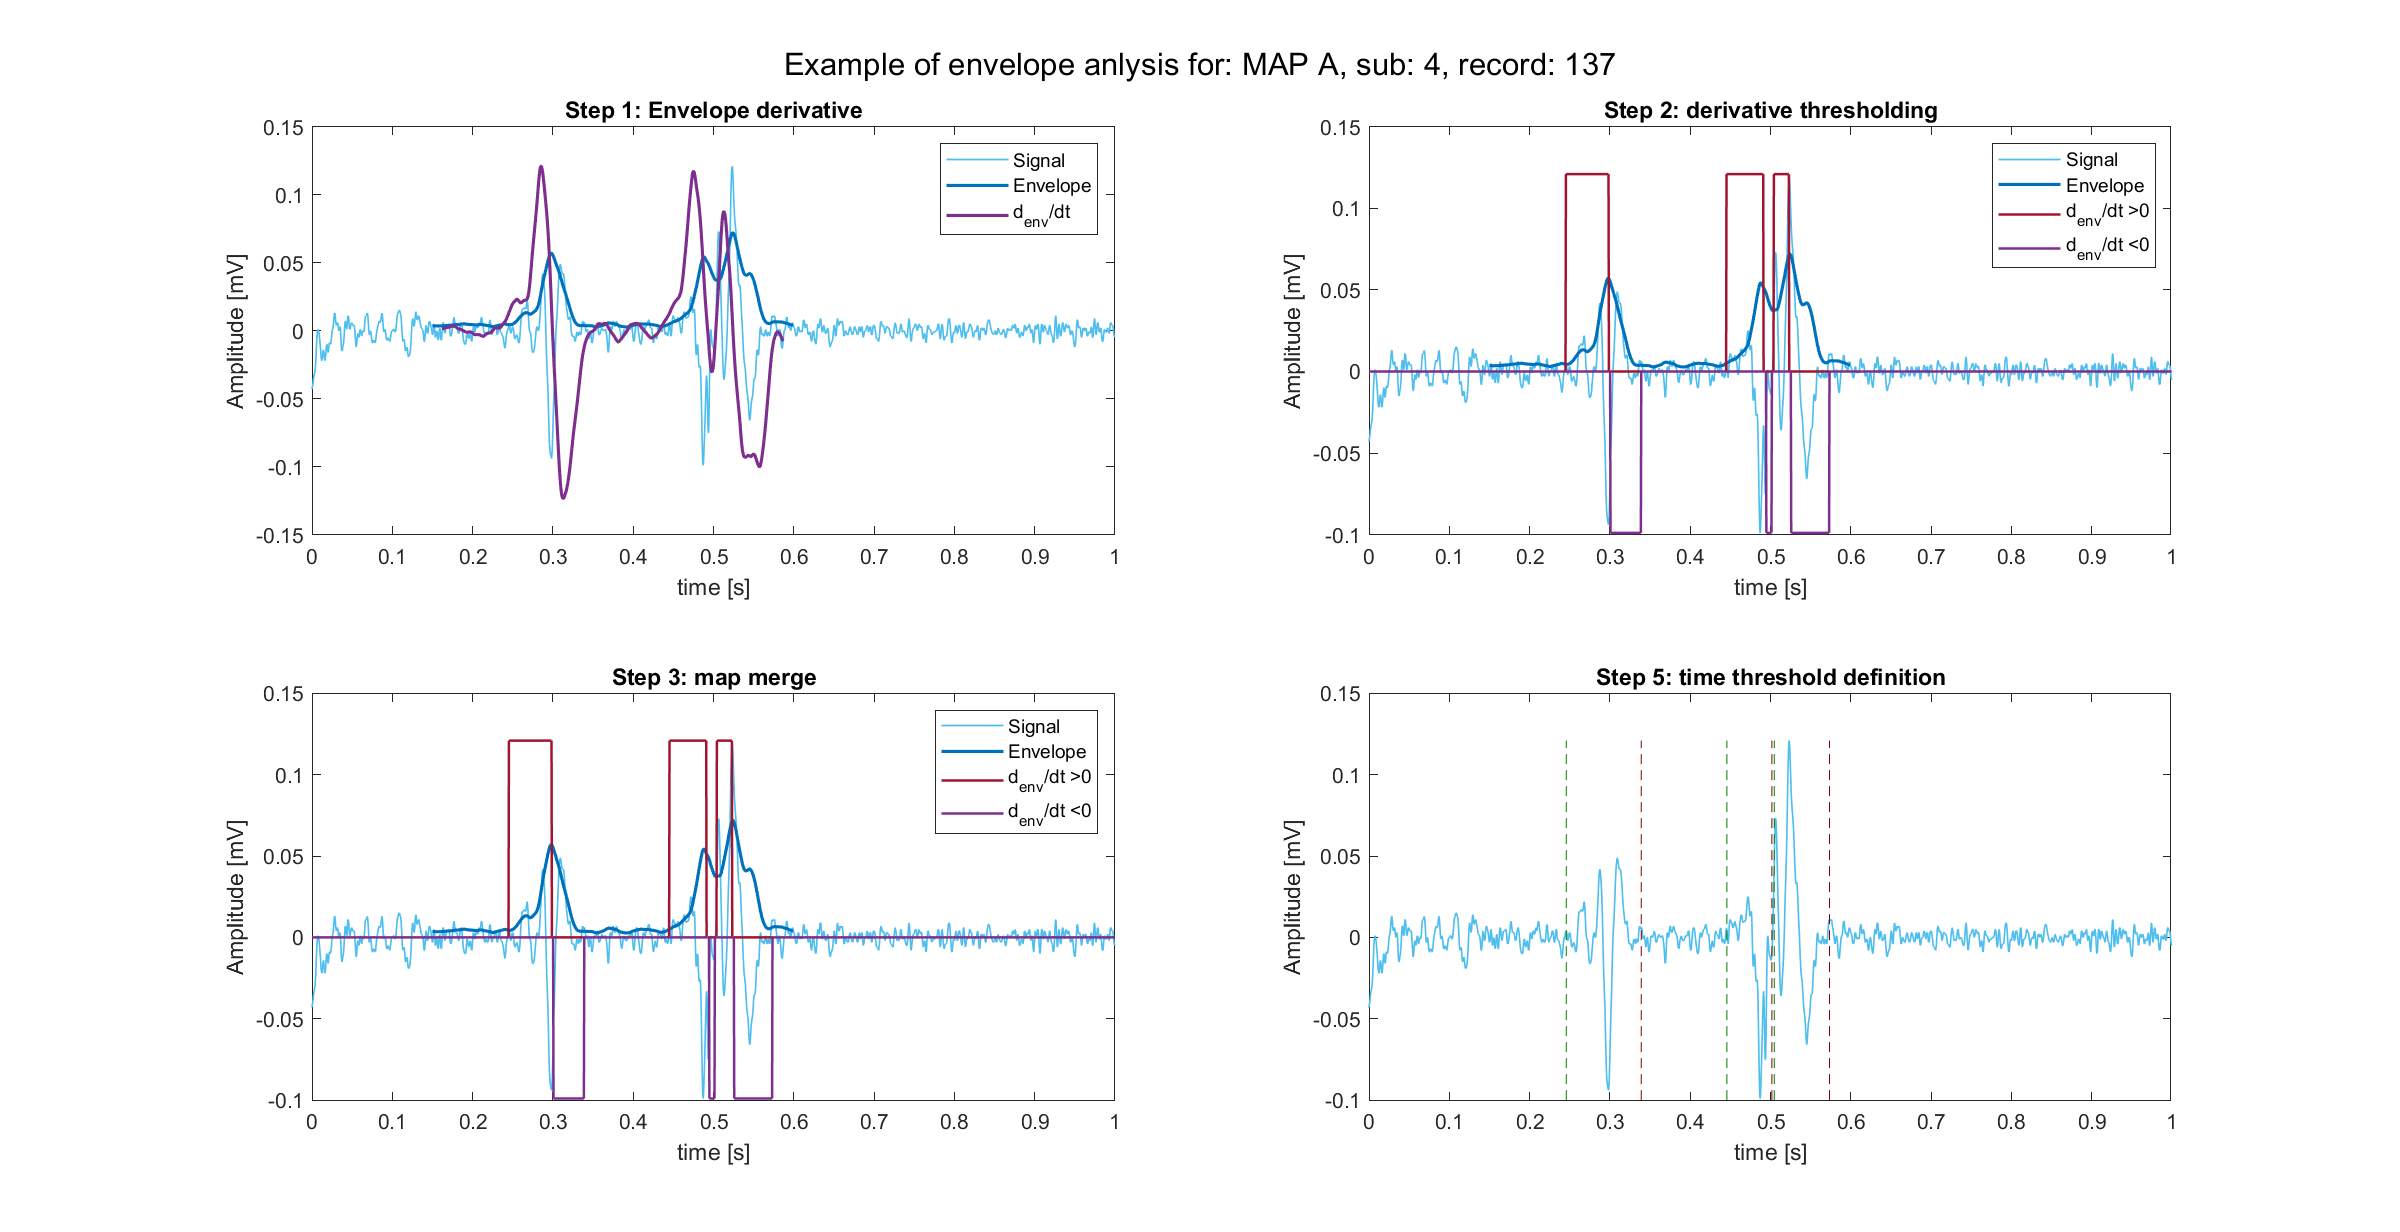 Example of envelope anlysis for: MAP A, sub: 4, record: 137
Step 1: Envelope derivative
0.15
0.1
0.05
0
-0.05
-0.1
-0.15
Amplitude [mV]
0 0.1 0.2 0.3 0.4 0.5 0.6 0.7 0.8 0.9 1
time [s]
Signal
Envelope
d_env/dt
Step 2: derivative thresholding
0.15
0.1
0.05
0
-0.05
-0.1
Amplitude [mV]
0 0.1 0.2 0.3 0.4 0.5 0.6 0.7 0.8 0.9 1
time [s]
Signal
Envelope
d_env/dt >0
d_env/dt <0
Step 3: map merge
0.15
0.1
0.05
0
-0.05
-0.1
Amplitude [mV]
0 0.1 0.2 0.3 0.4 0.5 0.6 0.7 0.8 0.9 1
time [s]
Signal
Envelope
d_env/dt >0
d_env/dt <0
Step 5: time threshold definition
0.15
0.1
0.05
0
-0.05
-0.1
Amplitude [mV]
0 0.1 0.2 0.3 0.4 0.5 0.6 0.7 0.8 0.9 1
time [s]